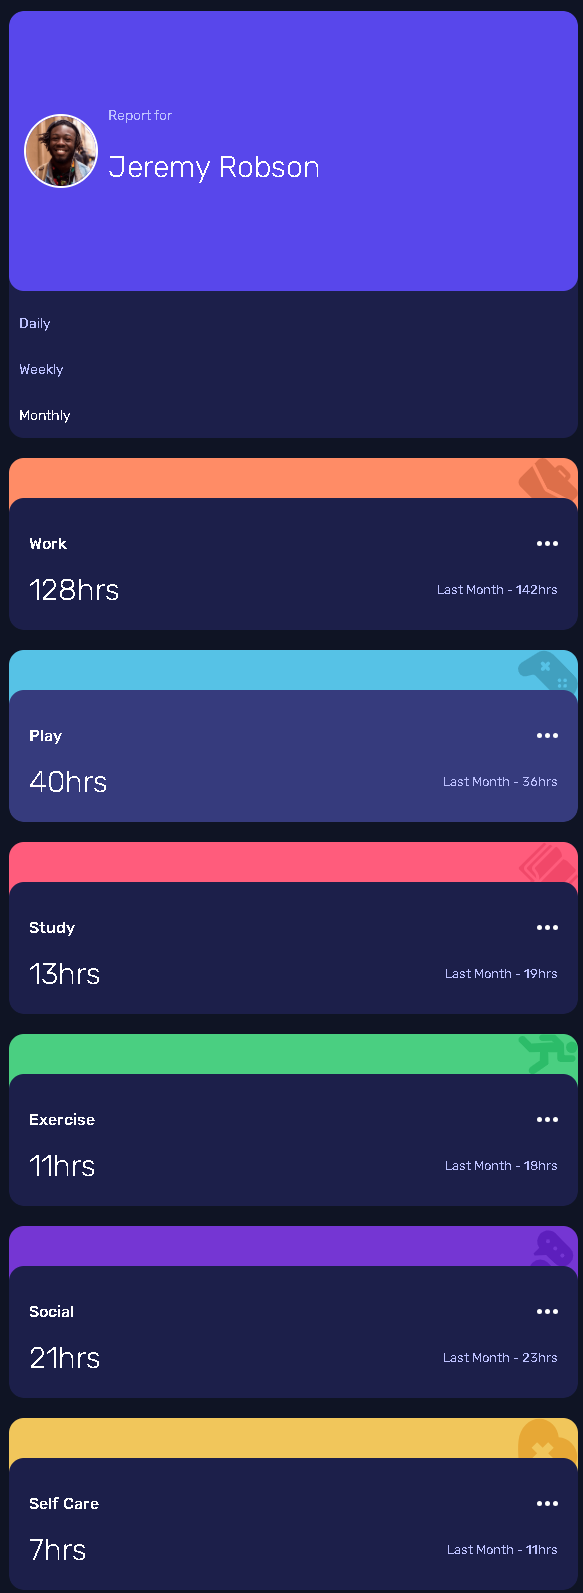 Report for
Jeremy Robson
Daily
Weekly
Monthly
Work
128hrs
Last Month - 142hrs
Play
40hrs
Last Month - 36hrs
Study
13hrs
Last Month - 19hrs
Exercise
11hrs
Last Month - 18hrs
Social
21hrs
Last Month - 23hrs
Self Care
7hrs
Last Month - 11hrs